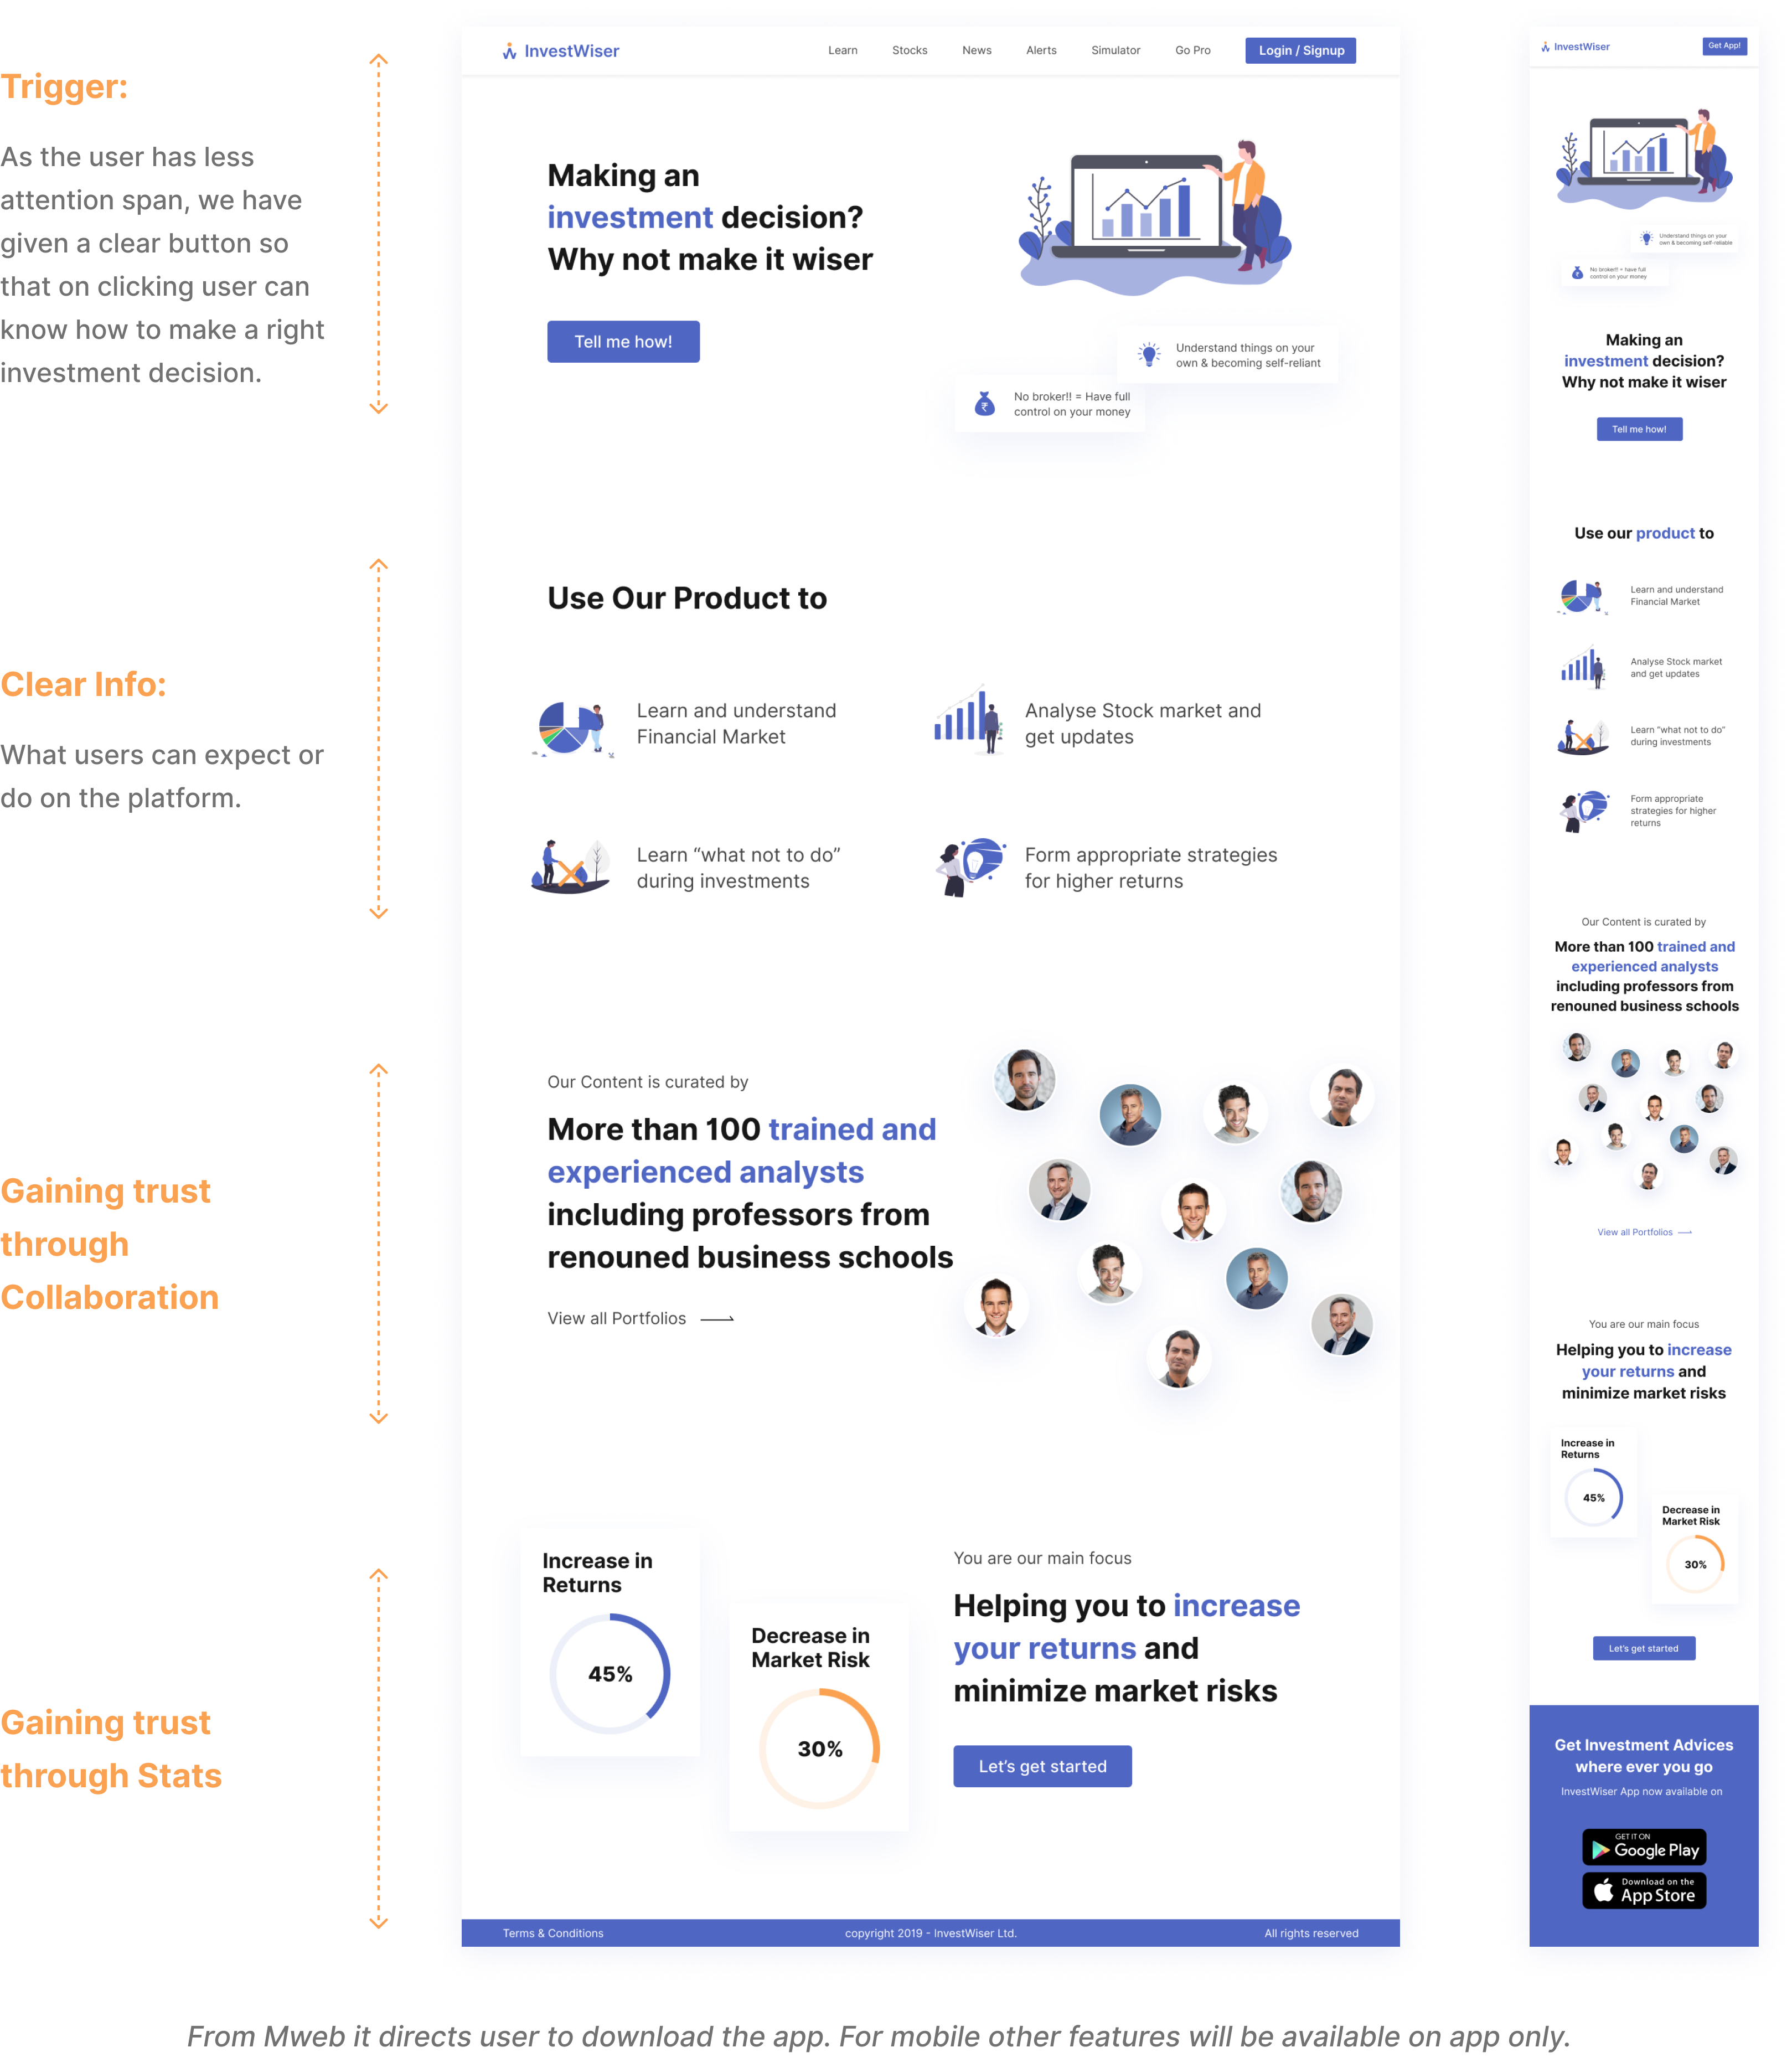 Trigger:
As the user has less
attention span, we have
given a clear button so
that on clicking user can
know how to make a right
investment decision.
Clear Info:
What users can expect or
do on the platform.
Gaining trust
through
Collaboration
Gaining trust
through Stats
InvestWiser
Learn
Stocks
News
Alerts
Simulator
Go Pro
Login / Signup
Making an
investment decision?
Why not make it wiser
Tell me how!
Understand things on your
own & becoming self-reliant
No broker!! = Have full
control on your money
Use Our Product to
Learn and understand
Financial Market
Analyse Stock market and
get updates
Learn “what not to do”
during investments
Form appropriate strategies
for higher returns
Our Content is curated by
More than 100 trained and
experienced analysts
including professors from
renouned business schools
View all Portfolios
Increase in
Returns
45%
Decrease in
Market Risk
30%
You are our main focus
Helping you to increase
your returns and
minimize market risks
Let’s get started
Terms & Conditions
copyright 2019 - InvestWiser Ltd.
All rights reserved
InvestWiser
Get App!
Understand things on your
own & becoming self-reliable
No broker!! = have full
control on your money
Making an
investment decision?
Why not make it wiser
Tell me how!
Use our product to
Learn and understand
Financial Market
Analyse Stock market
and get updates
Learn “what not to do”
during investments
Form appropriate
strategies for higher
returns
Our Content is curated by
More than 100 trained and
experienced analysts
including professors from
renouned business schools
View all Portfolios
You are our main focus
Helping you to increase
your returns and
minimize market risks
Increase in
Returns
45%
Decrease in
Market Risk
30%
Let’s get started
Get Investment Advices
where ever you go
InvestWiser App now available on
GET IT ON
Google Play
Download on the
App Store
From Mweb it directs user to download the app. For mobile other features will be available on app only.